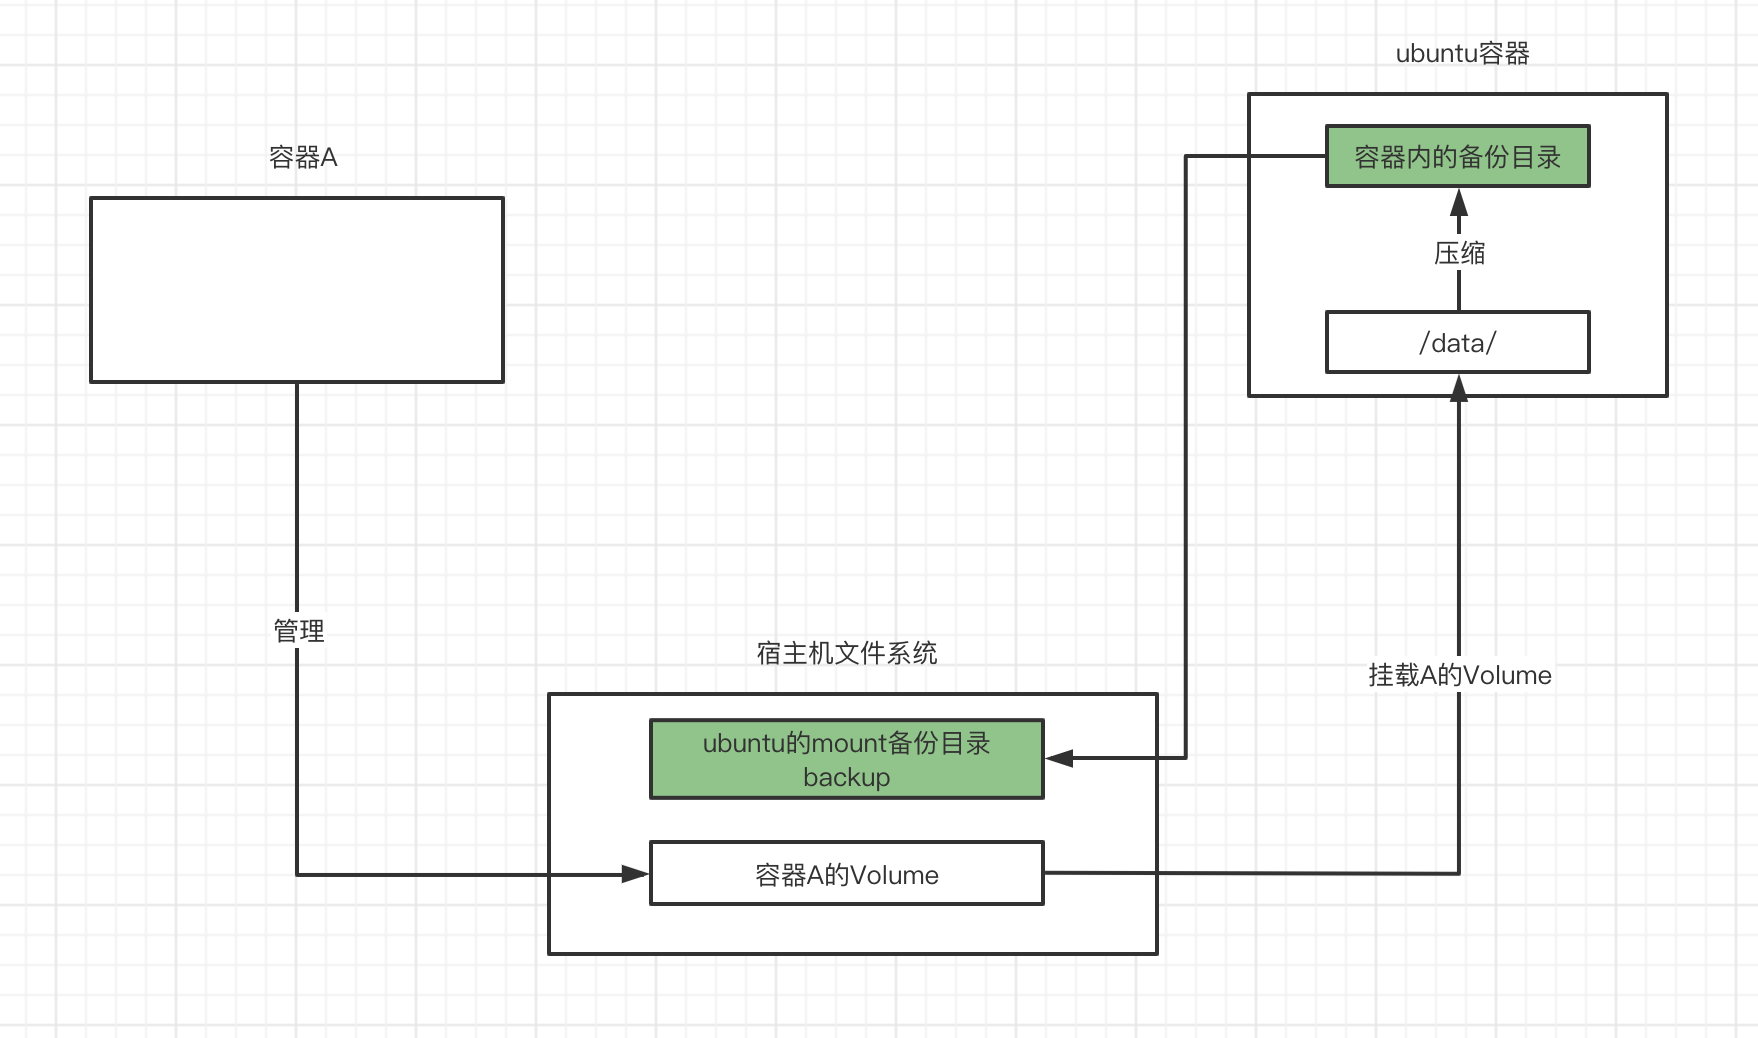 ubuntu容器
容器A
容器内的备份目录
压缩
/data/
管理
宿主机文件系统
挂载A的Volume
ubuntu的mount备份目录
backup
容器A的Volume